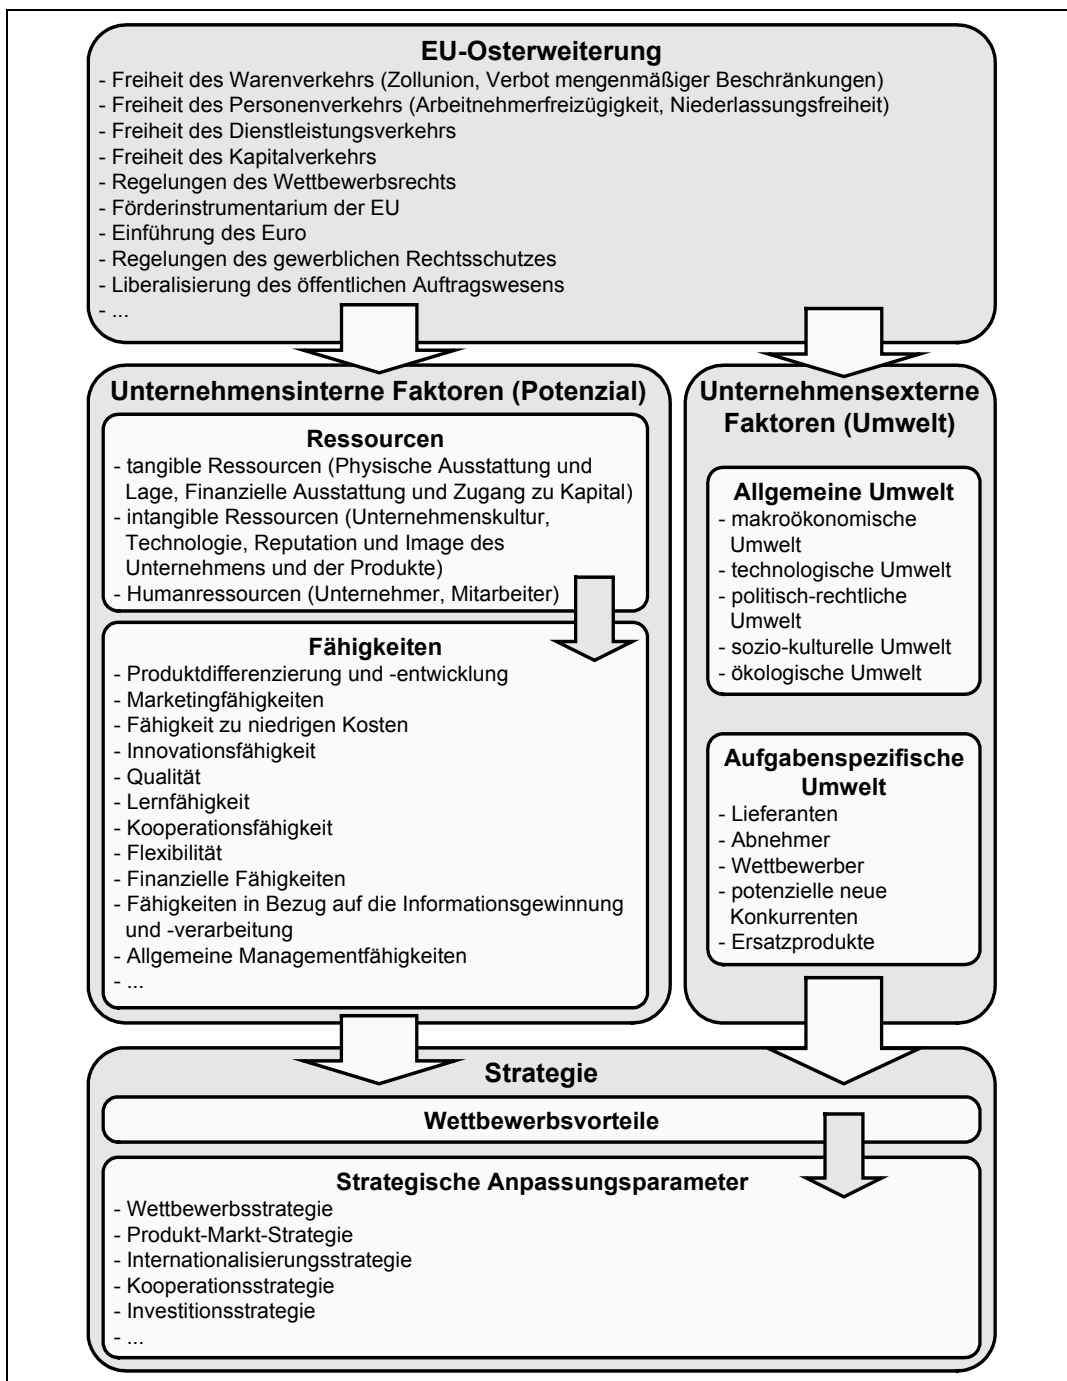 EU-Osterweiterung
- Freiheit des Warenverkehrs (Zollunion, Verbot mengenmäßiger Beschränkungen)
- Freiheit des Personenverkehrs (Arbeitnehmerfreizügigkeit, Niederlassungsfreiheit)
- Freiheit des Dienstleistungsverkehrs
- Freiheit des Kapitalverkehrs
- Regelungen des Wettbewerbsrechts
- Förderinstrumentarium der EU
- Einführung des Euro
- Regelungen des gewerblichen Rechtsschutzes
- Liberalisierung des öffentlichen Auftragswesens
- ...
Unternehmensinterne Faktoren (Potenzial)
Ressourcen
- tangible Ressourcen (Physische Ausstattung und
Lage, Finanzielle Ausstattung und Zugang zu Kapital)
- intangible Ressourcen (Unternehmenskultur,
Technologie, Reputation und Image des
Unternehmens und der Produkte)
- Humanressourcen (Unternehmer, Mitarbeiter)
Fähigkeiten
- Produktdifferenzierung und -entwicklung
- Marketingfähigkeiten
- Fähigkeit zu niedrigen Kosten
- Innovationsfähigkeit
- Qualität
- Lernfähigkeit
- Kooperationsfähigkeit
- Flexibilität
- Finanzielle Fähigkeiten
- Fähigkeiten in Bezug auf die Informationsgewinnung
und -verarbeitung
- Allgemeine Managementfähigkeiten
- ...
Unternehmensexterne
Faktoren (Umwelt)
Allgemeine Umwelt
- makroökonomische
Umwelt
- technologische Umwelt
- politisch-rechtliche
Umwelt
- sozio-kulturelle Umwelt
- ökologische Umwelt
Aufgabenspezifische
Umwelt
- Lieferanten
- Abnehmer
- Wettbewerber
- potenzielle neue
Konkurrenten
- Ersatzprodukte
Strategie
Wettbewerbsvorteile
Strategische Anpassungsparameter
- Wettbewerbsstrategie
- Produkt-Markt-Strategie
- Internationalisierungsstrategie
- Kooperationsstrategie
- Investitionsstrategie
- ...